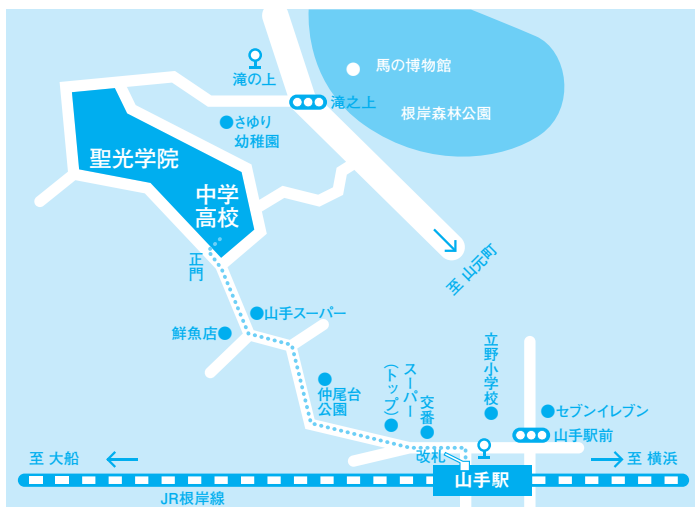 馬の博物館
滝の上
滝之上
根岸森林公園
さゆり
幼稚園
聖光学院
中学
高校
正門
至 山元町
山手スーパー
鮮魚店
立野小学校
スーパー
（トップ）
仲尾台
公園
交番
セブンイレブン
山手駅前
改札
至 大船
至 横浜
山手駅
JR根岸線